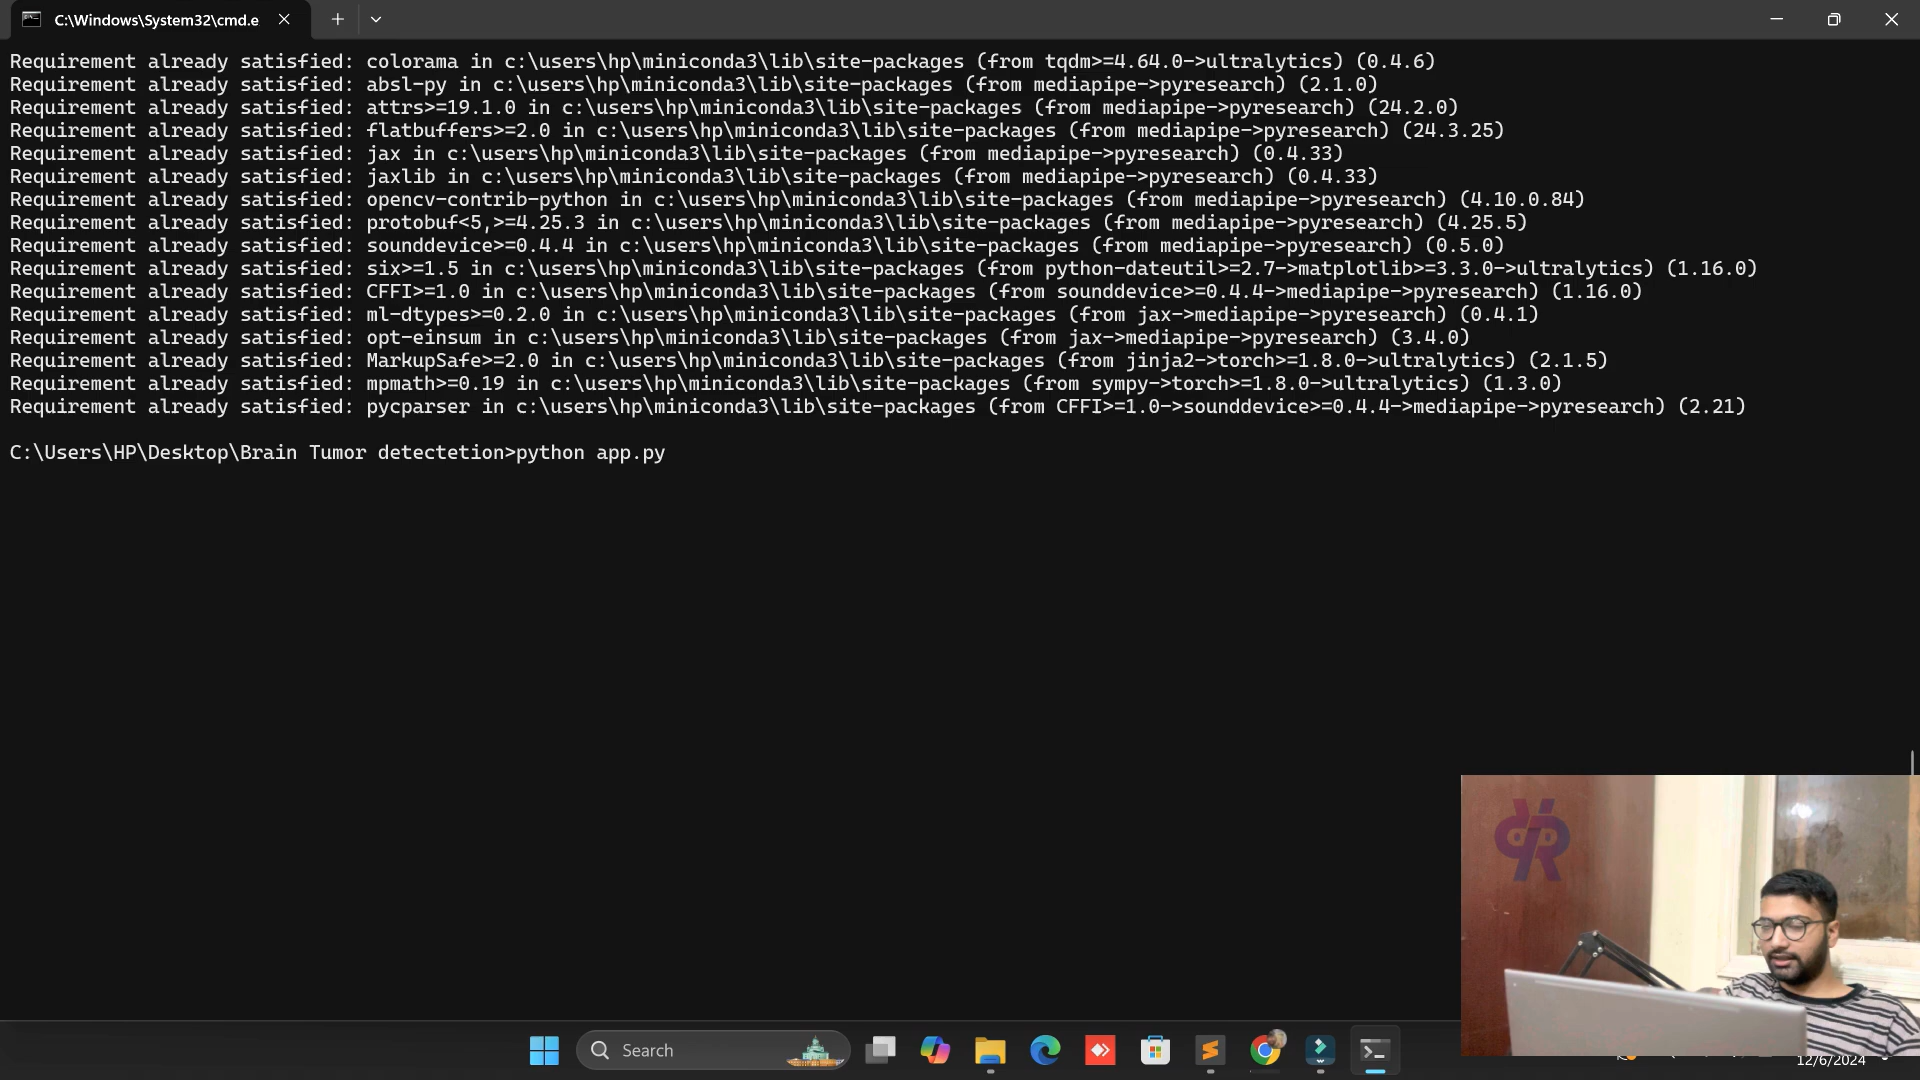 C:\Windows\System32\cmd.e
Requirement already satisfied: colorama in c:\users\hp\miniconda3\lib\site-packages (from tqdm>=4.64.0->ultralytics) (0.4.6)
Requirement already satisfied: absl-py in c:\users\hp\miniconda3\lib\site-packages (from mediapipe->pyresearch) (2.1.0)
Requirement already satisfied: attrs>=19.1.0 in c:\users\hp\miniconda3\lib\site-packages (from mediapipe->pyresearch) (24.2.0)
Requirement already satisfied: flatbuffers>=2.0 in c:\users\hp\miniconda3\lib\site-packages (from mediapipe->pyresearch) (24.3.25)
Requirement already satisfied: jax in c:\users\hp\miniconda3\lib\site-packages (from mediapipe->pyresearch) (0.4.33)
Requirement already satisfied: jaxlib in c:\users\hp\miniconda3\lib\site-packages (from mediapipe->pyresearch) (0.4.33)
Requirement already satisfied: opencv-contrib-python in c:\users\hp\miniconda3\lib\site-packages (from mediapipe->pyresearch) (4.10.0.84)
Requirement already satisfied: protobuf<5,>=4.25.3 in c:\users\hp\miniconda3\lib\site-packages (from mediapipe->pyresearch) (4.25.5)
Requirement already satisfied: sounddevice>=0.4.4 in c:\users\hp\miniconda3\lib\site-packages (from mediapipe->pyresearch) (0.5.0)
Requirement already satisfied: six>=1.5 in c:\users\hp\miniconda3\lib\site-packages (from python-dateutil>=2.7->matplotlib>=3.3.0->ultralytics) (1.16.0)
Requirement already satisfied: CFFI>=1.0 in c:\users\hp\miniconda3\lib\site-packages (from sounddevice>=0.4.4->mediapipe->pyresearch) (1.16.0)
Requirement already satisfied: ml-dtypes>=0.2.0 in c:\users\hp\miniconda3\lib\site-packages (from jax->mediapipe->pyresearch) (0.4.1)
Requirement already satisfied: opt-einsum in c:\users\hp\miniconda3\lib\site-packages (from jax->mediapipe->pyresearch) (3.4.0)
Requirement already satisfied: MarkupSafe>=2.0 in c:\users\hp\miniconda3\lib\site-packages (from jinja2->torch>=1.8.0->ultralytics) (2.1.5)
Requirement already satisfied: mpmath>=0.19 in c:\users\hp\miniconda3\lib\site-packages (from sympy->torch>=1.8.0->ultralytics) (1.3.0)
Requirement already satisfied: pycparser in c:\users\hp\miniconda3\lib\site-packages (from CFFI>=1.0->sounddevice>=0.4.4->mediapipe->pyresearch) (2.21)
C:\Users\HP\Desktop\Brain Tumor detectetion>python app.py
Search
12/6/2024